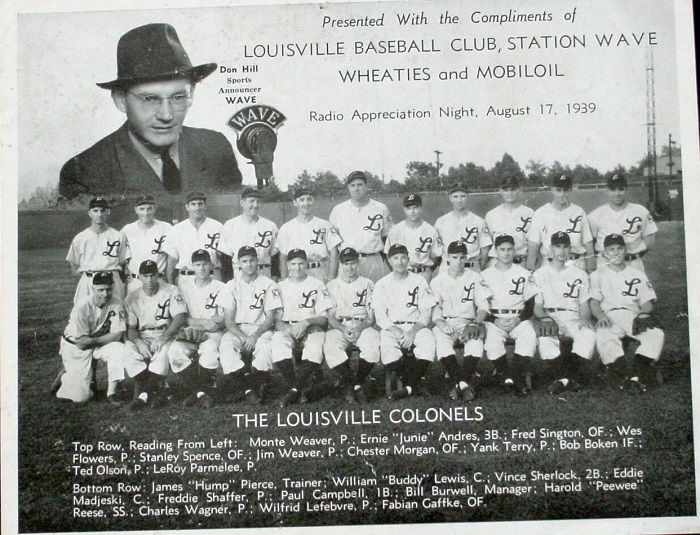 Presented With the Compliments of
LOUISVILLE BASEBALL CLUB, STATION WAVE
WHEATIES and MOBILOIL
Radio Appreciation Night, August 17, 1939
Don Hill
Sports
Announcer
WAVE
WAVE
THE LOUISVILLE COLONELS
Top Row, Reading From Left: Monte Weaver, P.; Ernie "Junie" Andres, 3B.; Fred Sington, OF.; Wes
Flowers, P.; Stanley Spence, OF.; Jim Weaver, P.; Chester Morgan, OF.; Yank Terry, P.; Bob Boken IF.;
Ted Olson, P.; LeRoy Parmelee, P.
Bottom Row: James "Hump" Pierce, Trainer; William "Buddy" Lewis, C.; Vince Sherlock, 2B.; Eddie
Madjeski, C.; Freddie Shaffer, P.; Paul Campbell, 1B.; Bill Burwell, Manager; Harold "Peewee"
Reese, SS.; Charles Wagner, P.; Wilfrid Lefebvre, P.; Fabian Gaffke, OF.